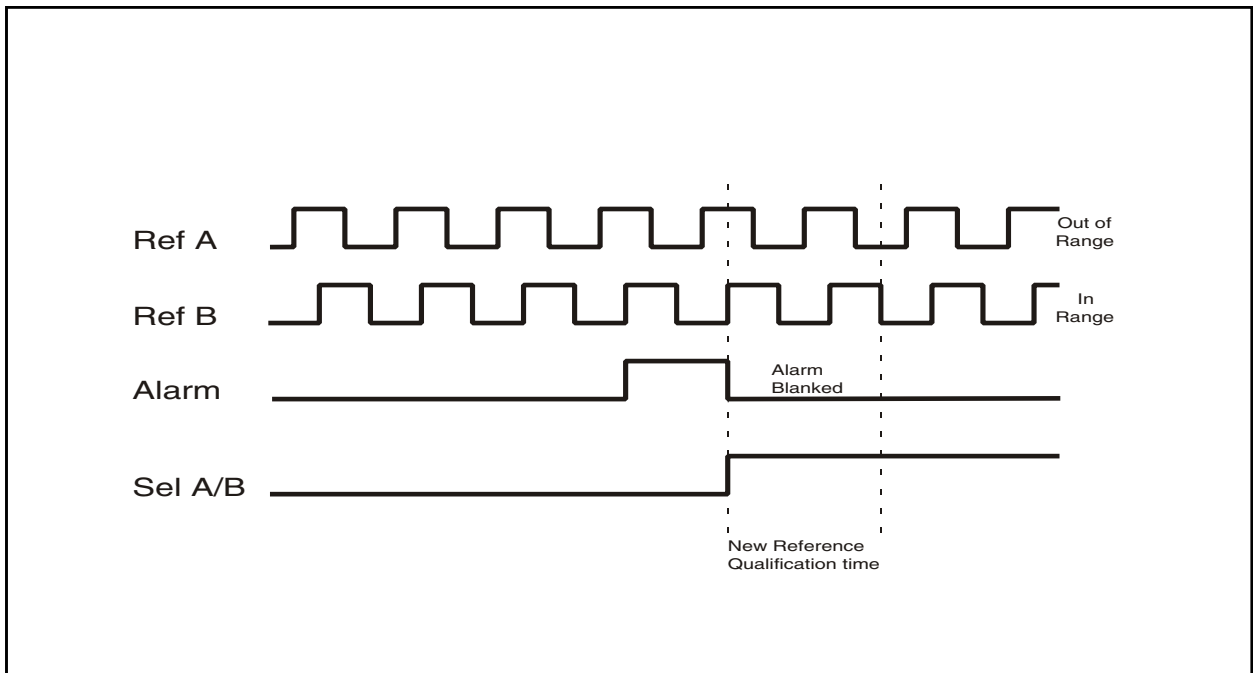 Ref A
Out of
Range
Ref B
In
Range
Alarm
Alarm
Blanked
Sel A/B
New Reference
Qualification time